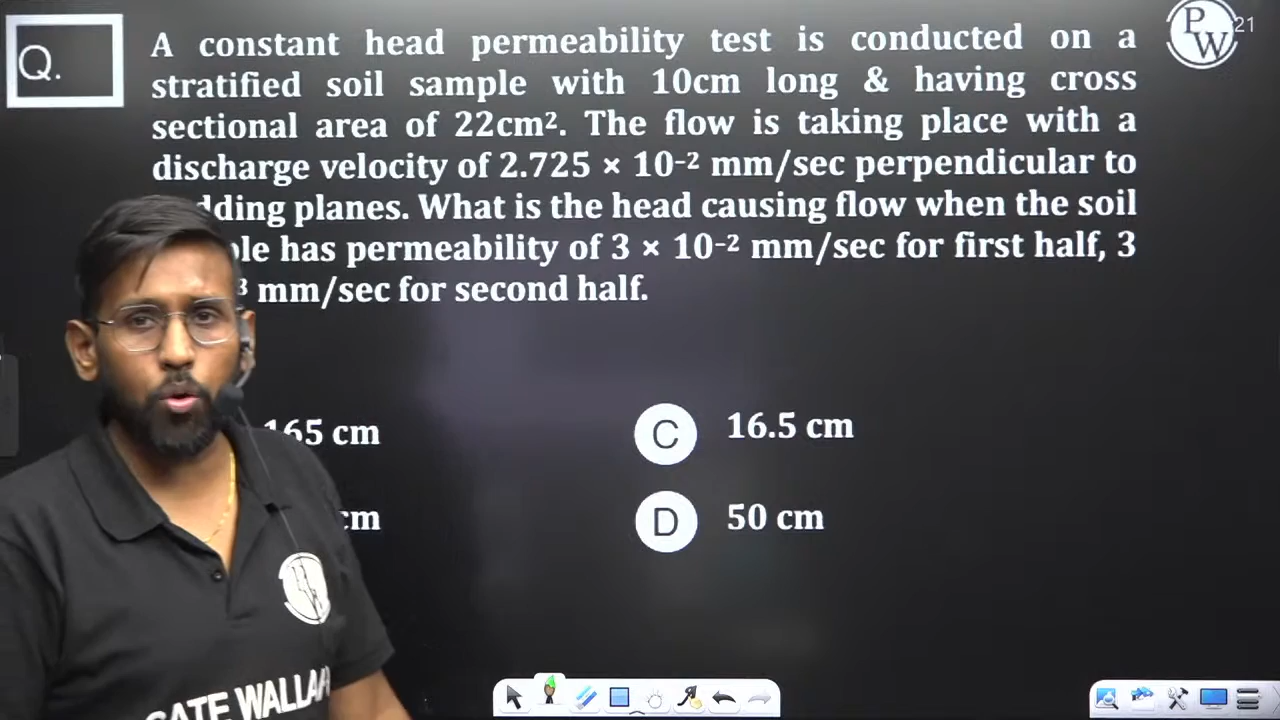 Q.
A constant head permeability test is conducted on a
stratified soil sample with 10cm long & having cross
sectional area of 22cm². The flow is taking place with a
discharge velocity of 2.725 × 10⁻² mm/sec perpendicular to
dding planes. What is the head causing flow when the soil
ple has permeability of 3 × 10⁻² mm/sec for first half, 3
³ mm/sec for second half.
165 cm
cm
C 16.5 cm
D 50 cm
PW
21
GATE WALLAH